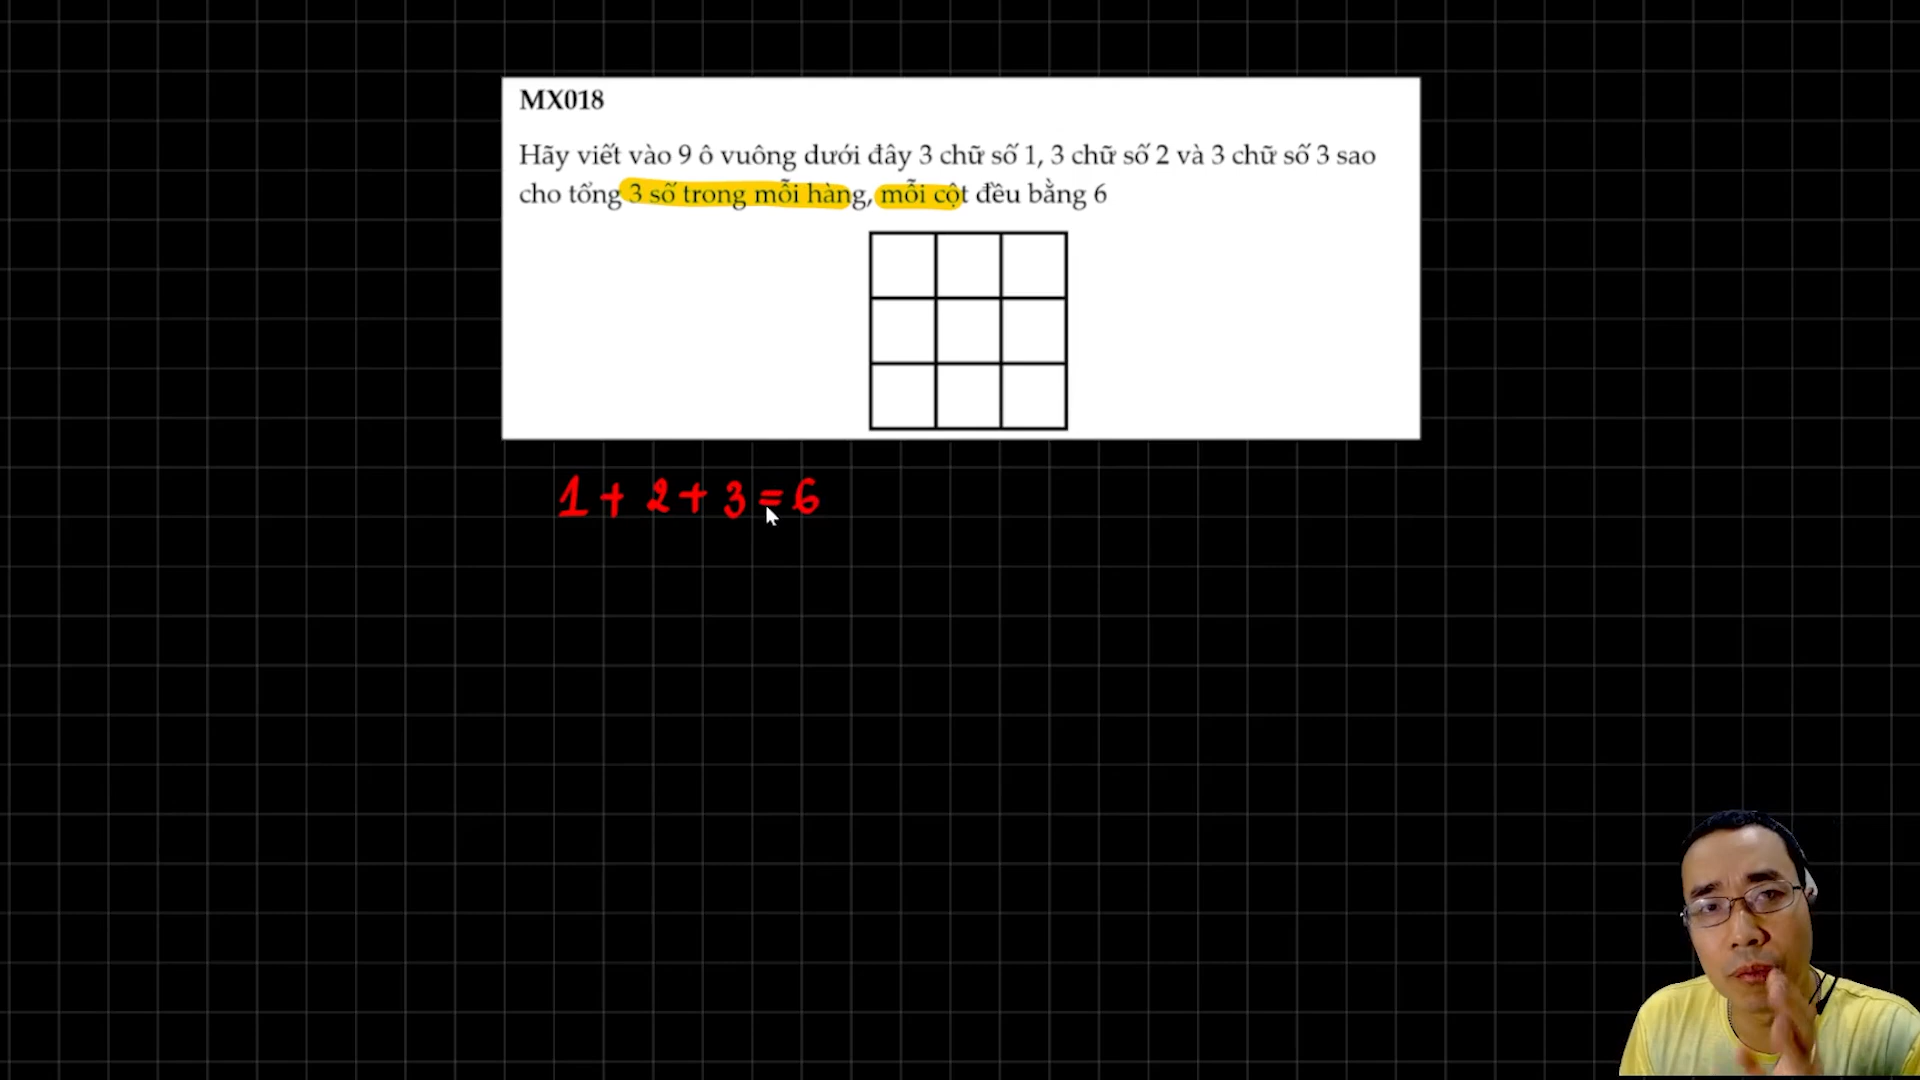 MX018
Hãy viết vào 9 ô vuông dưới đây 3 chữ số 1, 3 chữ số 2 và 3 chữ số 3 sao
cho tổng 3 số trong mỗi hàng, mỗi cột đều bằng 6
1 + 2 + 3 = 6